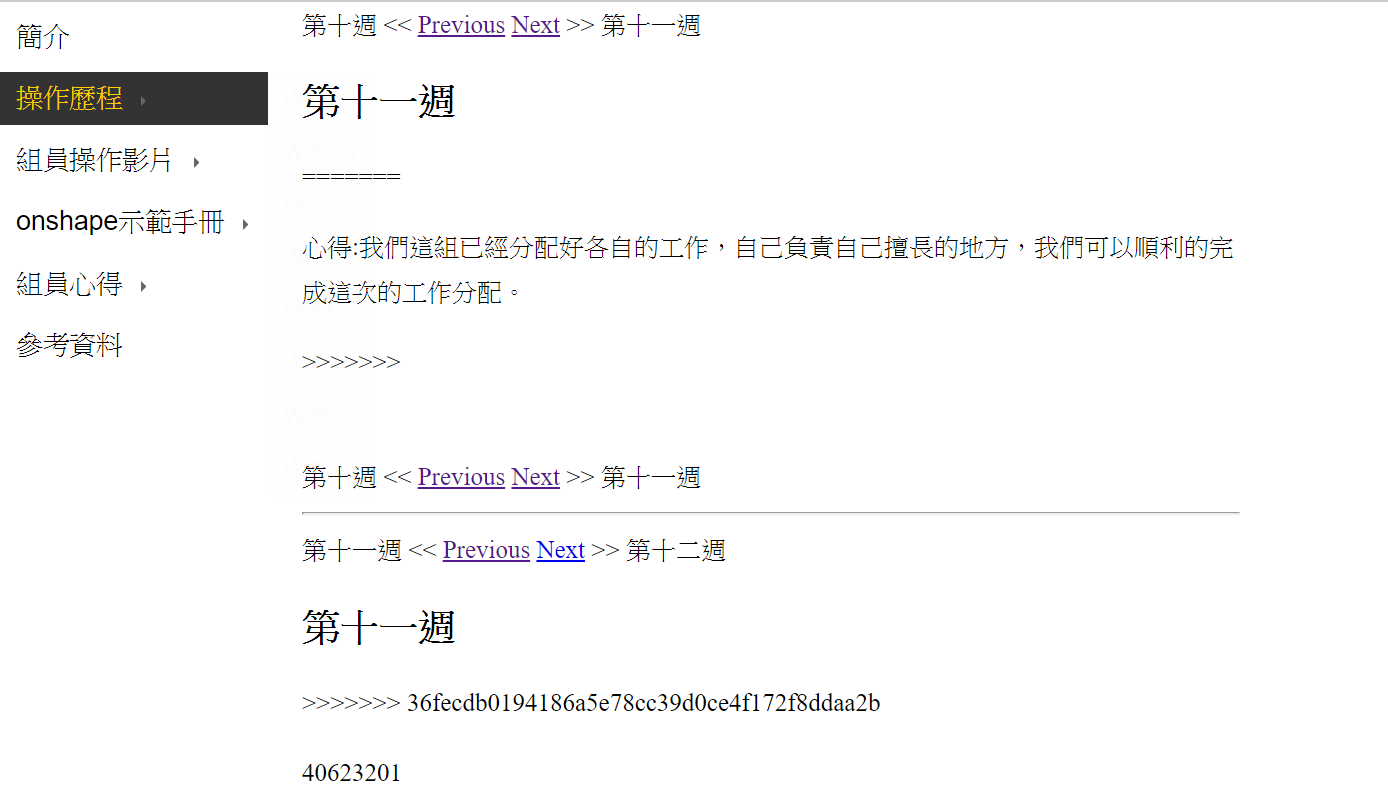 簡介
操作歷程
組員操作影片
onshape示範手冊
組員心得
參考資料
第十週 << Previous Next >> 第十一週
第十一週
=======
心得:我們這組已經分配好各自的工作，自己負責自己擅長的地方，我們可以順利的完
成這次的工作分配。
>>>>>>>
第十週 << Previous Next >> 第十一週
第十一週 << Previous Next >> 第十二週
第十一週
>>>>>>> 36fecdb0194186a5e78cc39d0ce4f172f8ddaa2b
40623201